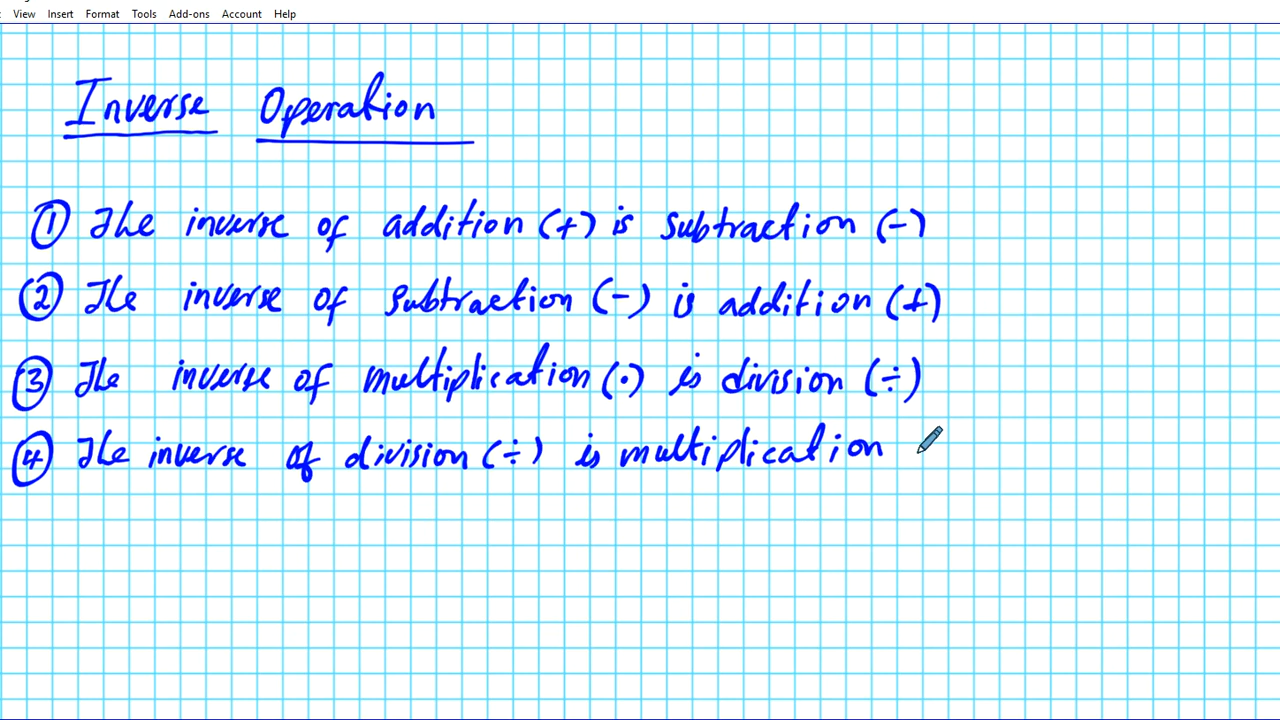 View Insert Format Tools Add-ons Account Help
Inverse Operation
① The inverse of addition (+) is subtraction (-)
② The inverse of subtraction (-) is addition (+)
③ The inverse of multiplication (·) is division (÷)
④ The inverse of division (÷) is multiplication